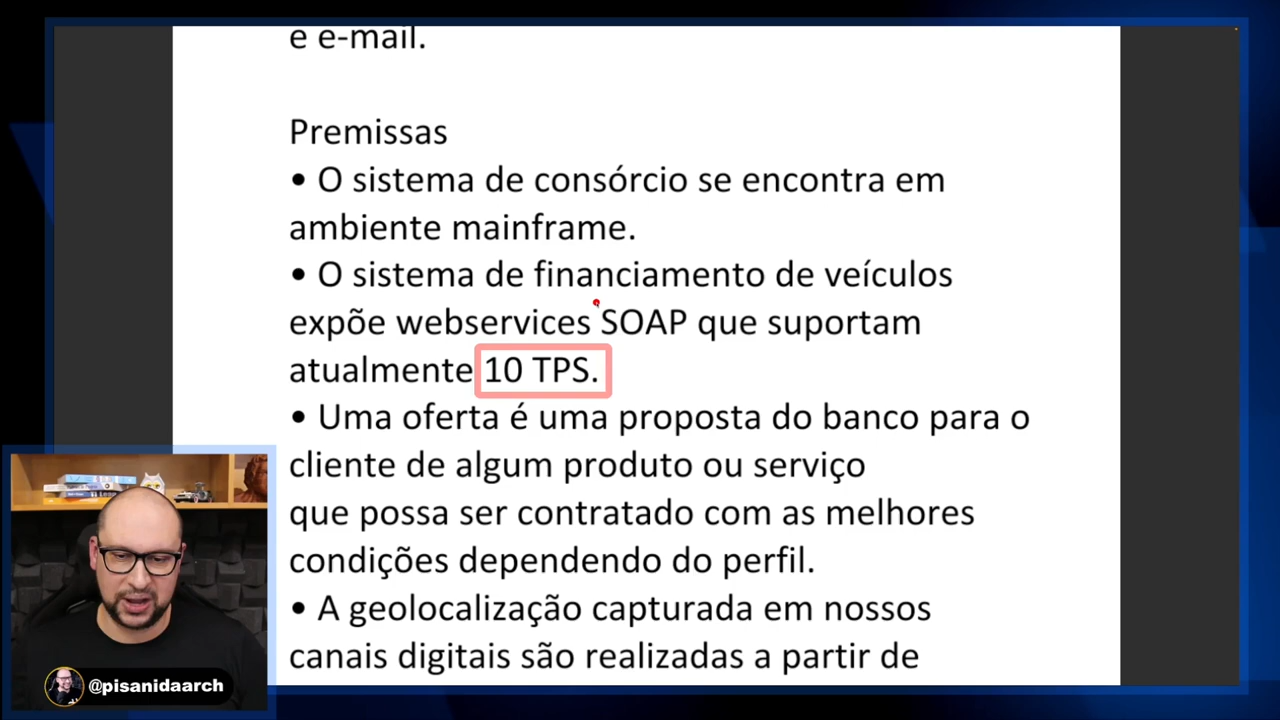 e e-mail.
Premissas
• O sistema de consórcio se encontra em
ambiente mainframe.
• O sistema de financiamento de veículos
expõe webservices SOAP que suportam
atualmente 10 TPS.
• Uma oferta é uma proposta do banco para o
cliente de algum produto ou serviço
que possa ser contratado com as melhores
condições dependendo do perfil.
• A geolocalização capturada em nossos
canais digitais são realizadas a partir de
@pisanidaarch